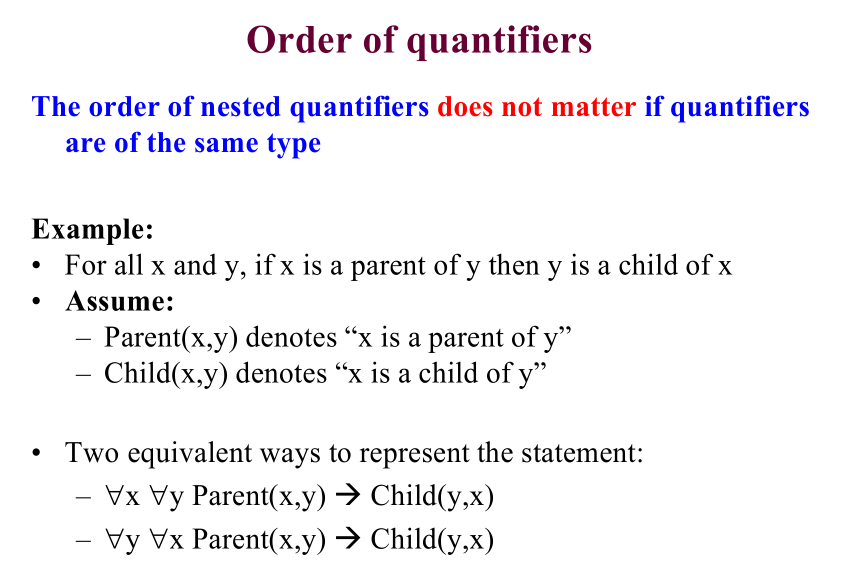 Order of quantifiers
The order of nested quantifiers does not matter if quantifiers
are of the same type
Example:
• For all x and y, if x is a parent of y then y is a child of x
• Assume:
– Parent(x,y) denotes “x is a parent of y”
– Child(x,y) denotes “x is a child of y”
• Two equivalent ways to represent the statement:
– ∀x ∀y Parent(x,y) → Child(y,x)
– ∀y ∀x Parent(x,y) → Child(y,x)